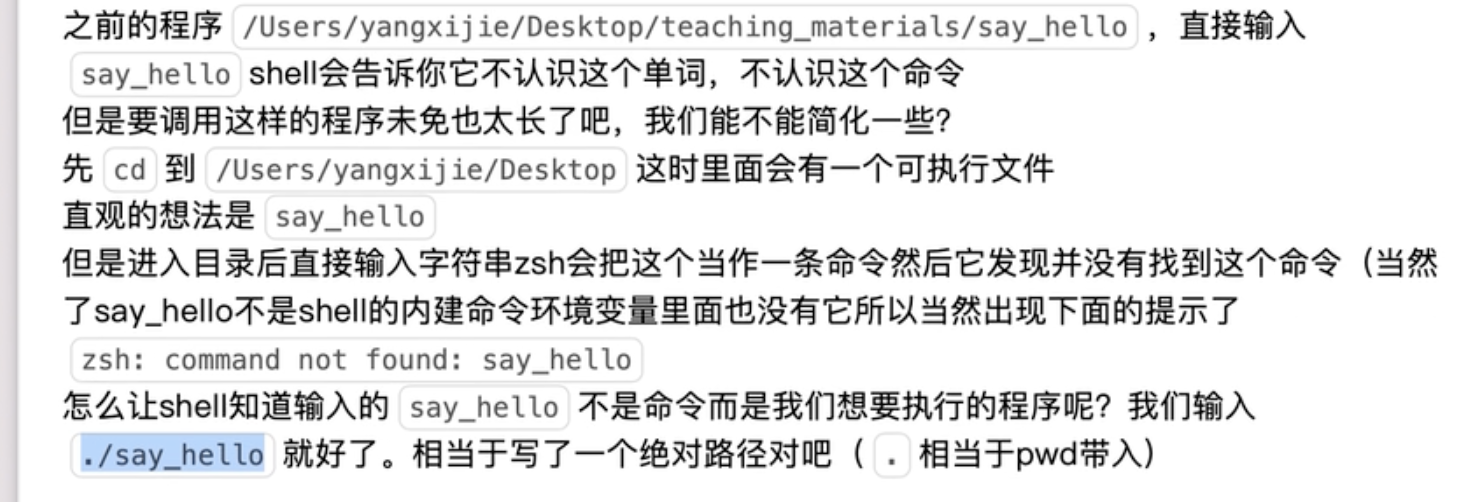 之前的程序 /Users/yangxijie/Desktop/teaching_materials/say_hello ，直接输入
say_hello shell会告诉你它不认识这个单词，不认识这个命令
但是要调用这样的程序未免也太长了吧，我们能不能简化一些？
先 cd 到 /Users/yangxijie/Desktop 这时里面会有一个可执行文件
直观的想法是 say_hello
但是进入目录后直接输入字符串zsh会把这个当作一条命令然后它发现并没有找到这个命令（当然
了say_hello不是shell的内建命令环境变量里面也没有它所以当然出现下面的提示了
zsh: command not found: say_hello
怎么让shell知道输入的 say_hello 不是命令而是我们想要执行的程序呢？我们输入
./say_hello 就好了。相当于写了一个绝对路径对吧（ . 相当于pwd带入）